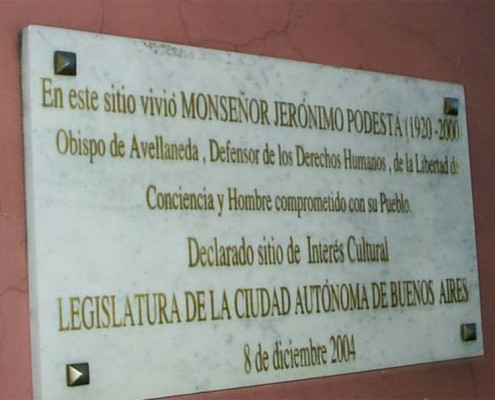 En este sitio vivió MONSEÑOR JERÓNIMO PODESTÁ (1920-2000)
Obispo de Avellaneda , Defensor de los Derechos Humanos , de la Libertad de
Conciencia y Hombre comprometido con su Pueblo.
Declarado sitio de Interés Cultural
LEGISLATURA DE LA CIUDAD AUTÓNOMA DE BUENOS AIRES
8 de diciembre 2004